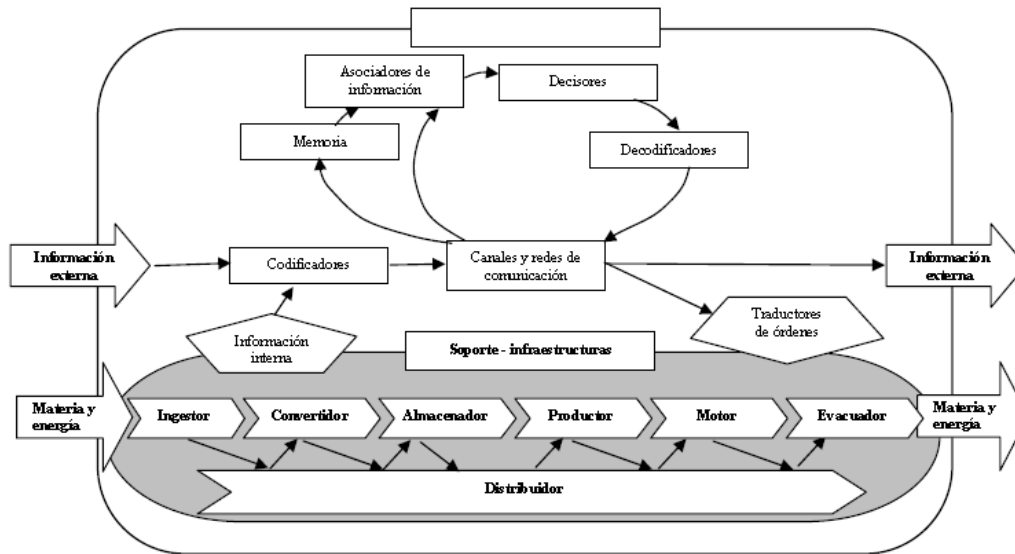 Asociadores de
información
Decisores
Memoria
Decodificadores
Información
externa
Codificadores
Canales y redes de
comunicación
Información
externa
Información
interna
Traductores
de órdenes
Soporte - infraestructuras
Materia y
energía
Ingestor
Convertidor
Almacenador
Productor
Motor
Evacuador
Materia y
energía
Distribuidor